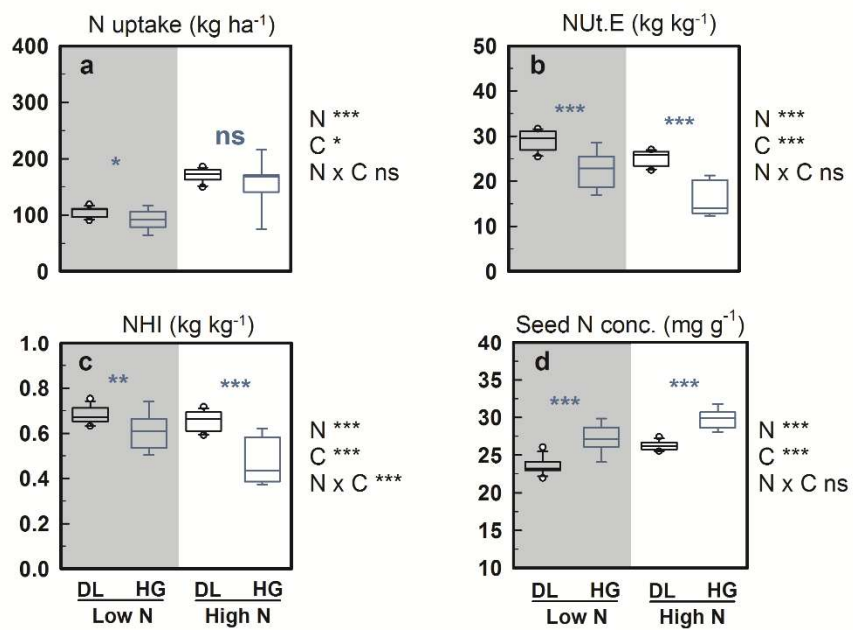 N uptake (kg ha⁻¹)
400
300
200
100
0
a
*
ns
N ***
C *
N x C ns
NUt.E (kg kg⁻¹)
50
40
30
20
10
0
b
***
***
N ***
C ***
N x C ns
NHI (kg kg⁻¹)
1.0
0.8
0.6
0.4
0.2
0.0
c
**
***
N ***
C ***
N x C ***
DL HG DL HG
Low N High N
Seed N conc. (mg g⁻¹)
40
35
30
25
20
15
10
d
***
***
N ***
C ***
N x C ns
DL HG DL HG
Low N High N